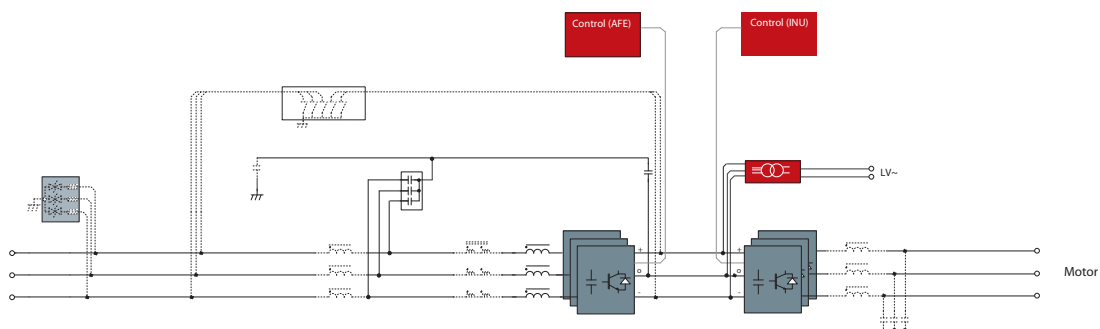 Control (AFE)
Control (INU)
LV~
+
o
-
+
o
-
Motor